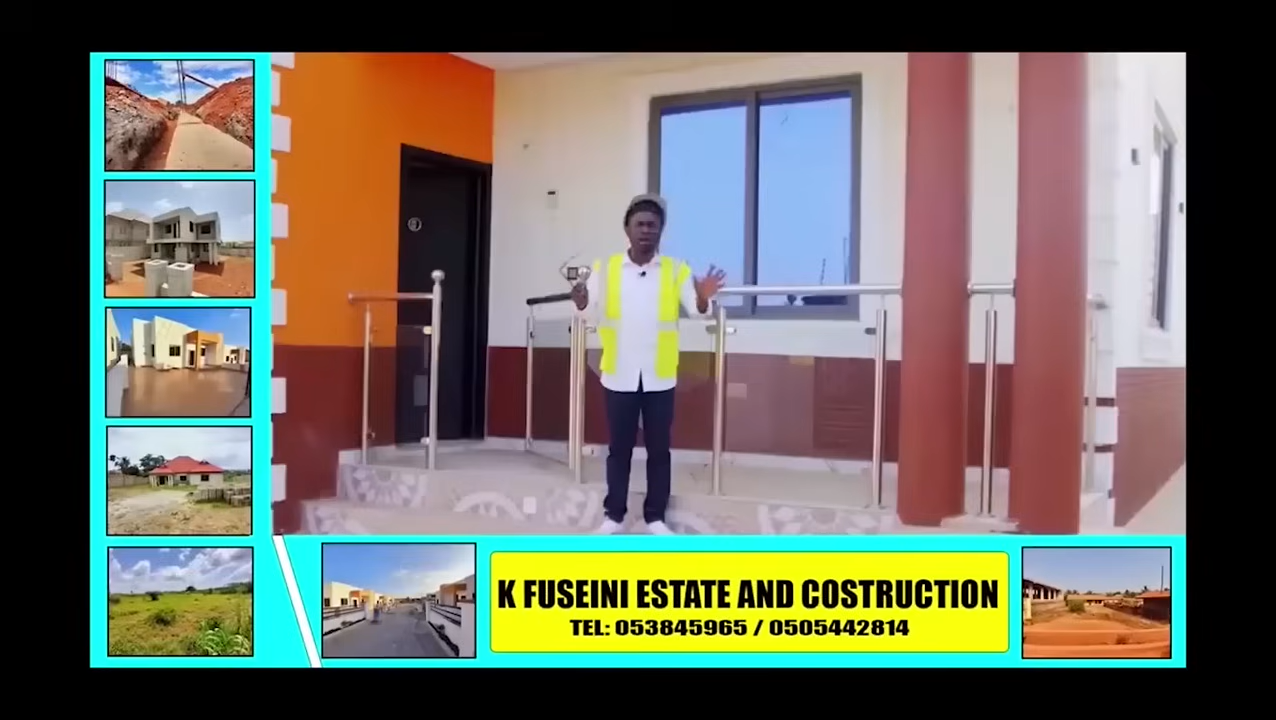 K FUSEINI ESTATE AND COSTRUCTION
TEL: 053845965 / 0505442814